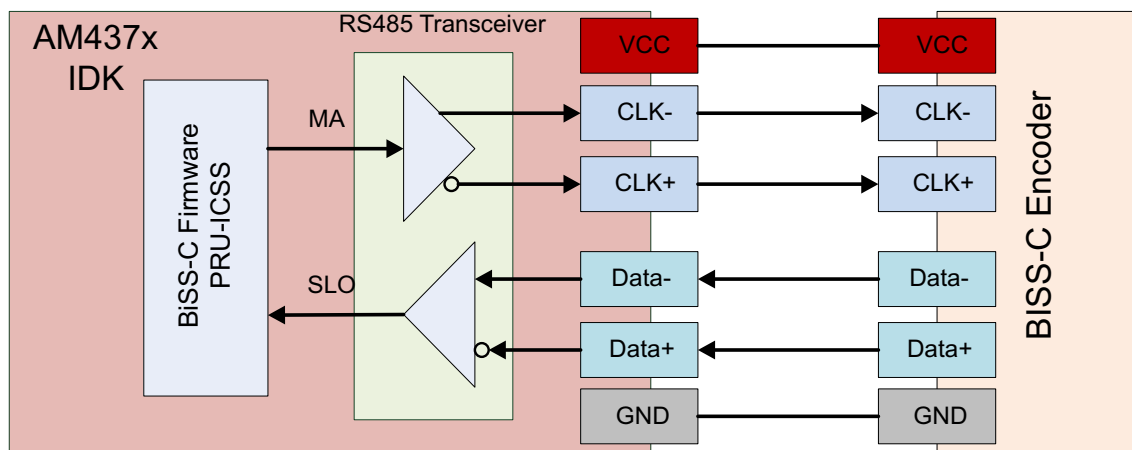 AM437x
IDK
RS485 Transceiver
BiSS-C Firmware
PRU-ICSS
MA
SLO
VCC
VCC
CLK-
CLK-
CLK+
CLK+
Data-
Data-
Data+
Data+
GND
GND
BISS-C Encoder